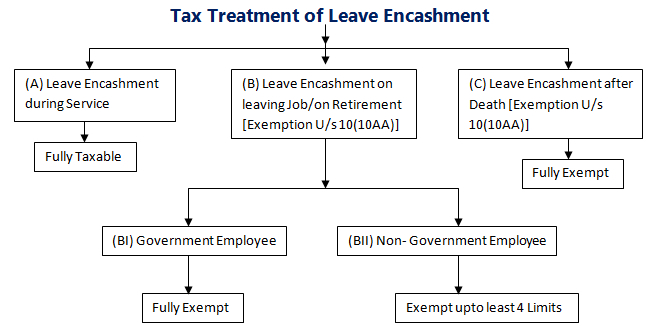 Tax Treatment of Leave Encashment
(A) Leave Encashment
during Service
(B) Leave Encashment on
leaving Job/on Retirement
[Exemption U/s 10(10AA)]
(C) Leave Encashment after
Death [Exemption U/s
10(10AA)]
Fully Taxable
Fully Exempt
(BI) Government Employee
(BII) Non- Government Employee
Fully Exempt
Exempt upto least 4 Limits